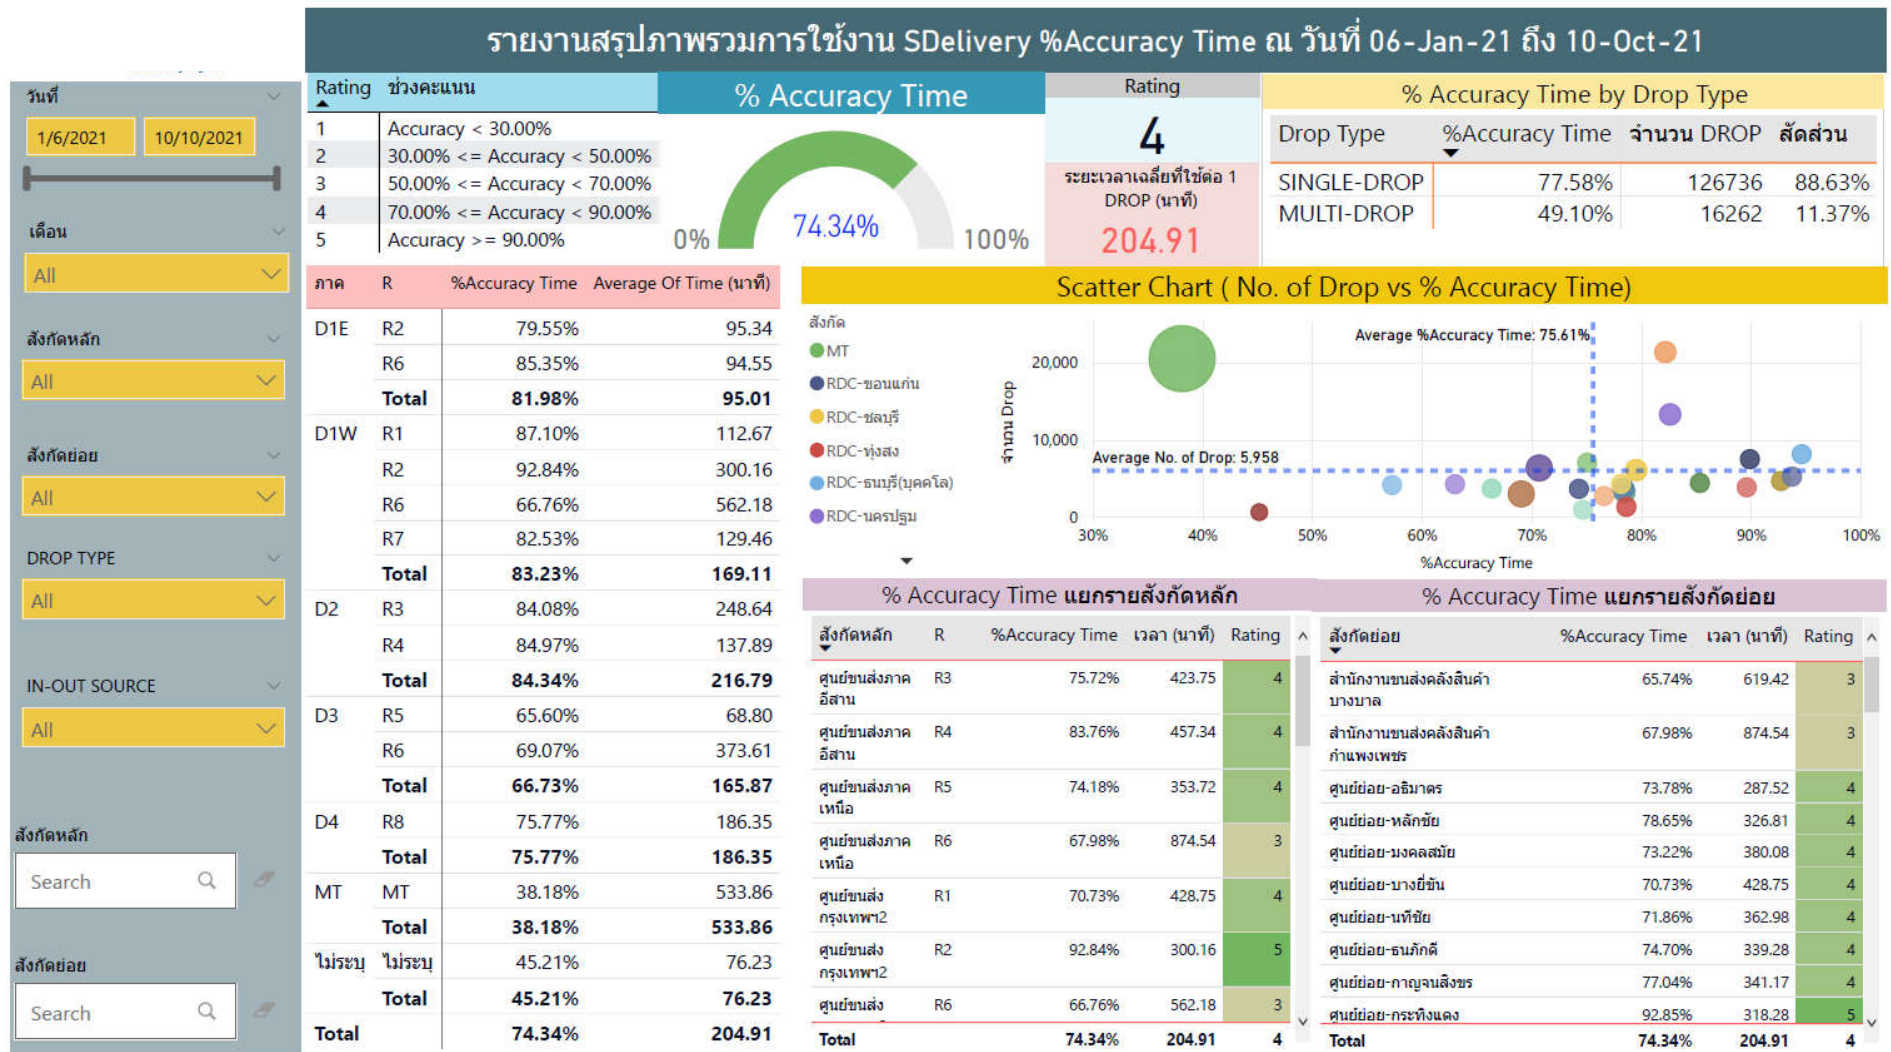 รายงานสรุปภาพรวมการใช้งาน SDelivery %Accuracy Time ณ วันที่ 06-Jan-21 ถึง 10-Oct-21
วันที่
1/6/2021 10/10/2021
เดือน
All
สังกัดหลัก
All
สังกัดย่อย
All
DROP TYPE
All
IN-OUT SOURCE
All
สังกัดหลัก
Search
สังกัดย่อย
Search
Rating ช่วงคะแนน
1 Accuracy < 30.00%
2 30.00% <= Accuracy < 50.00%
3 50.00% <= Accuracy < 70.00%
4 70.00% <= Accuracy < 90.00%
5 Accuracy >= 90.00%
% Accuracy Time
74.34%
0% 100%
Rating
4
ระยะเวลาเฉลี่ยที่ใช้ต่อ 1
DROP (นาที)
204.91
% Accuracy Time by Drop Type
Drop Type %Accuracy Time จำนวน DROP สัดส่วน
SINGLE-DROP 77.58% 126736 88.63%
MULTI-DROP 49.10% 16262 11.37%
ภาค R %Accuracy Time Average Of Time (นาที)
D1E R2 79.55% 95.34
R6 85.35% 94.55
Total 81.98% 95.01
D1W R1 87.10% 112.67
R2 92.84% 300.16
R6 66.76% 562.18
R7 82.53% 129.46
Total 83.23% 169.11
D2 R3 84.08% 248.64
R4 84.97% 137.89
Total 84.34% 216.79
D3 R5 65.60% 68.80
R6 69.07% 373.61
Total 66.73% 165.87
D4 R8 75.77% 186.35
Total 75.77% 186.35
MT MT 38.18% 533.86
Total 38.18% 533.86
ไม่ระบุ ไม่ระบุ 45.21% 76.23
Total 45.21% 76.23
Total 74.34% 204.91
Scatter Chart ( No. of Drop vs % Accuracy Time)
สังกัด
MT
RDC-ขอนแก่น
RDC-ชลบุรี
RDC-ทุ่งสง
RDC-ธนบุรี(บุคคโล)
RDC-นครปฐม
จำนวน Drop
20,000
10,000
0
Average %Accuracy Time: 75.61%
Average No. of Drop: 5,958
30% 40% 50% 60% 70% 80% 90% 100%
%Accuracy Time
% Accuracy Time แยกรายสังกัดหลัก
สังกัดหลัก R %Accuracy Time เวลา (นาที) Rating
ศูนย์ขนส่งภาค R3 75.72% 423.75 4
อีสาน
ศูนย์ขนส่งภาค R4 83.76% 457.34 4
อีสาน
ศูนย์ขนส่งภาค R5 74.18% 353.72 4
เหนือ
ศูนย์ขนส่งภาค R6 67.98% 874.54 3
เหนือ
ศูนย์ขนส่ง R1 70.73% 428.75 4
กรุงเทพฯ2
ศูนย์ขนส่ง R2 92.84% 300.16 5
กรุงเทพฯ2
ศูนย์ขนส่ง R6 66.76% 562.18 3
Total 74.34% 204.91 4
% Accuracy Time แยกรายสังกัดย่อย
สังกัดย่อย %Accuracy Time เวลา (นาที) Rating
สำนักงานขนส่งคลังสินค้า 65.74% 619.42 3
บางบาล
สำนักงานขนส่งคลังสินค้า 67.98% 874.54 3
กำแพงเพชร
ศูนย์ย่อย-อธิมาตร 73.78% 287.52 4
ศูนย์ย่อย-หลักชัย 78.65% 326.81 4
ศูนย์ย่อย-มงคลสมัย 73.22% 380.08 4
ศูนย์ย่อย-บางยี่ขัน 70.73% 428.75 4
ศูนย์ย่อย-นทีชัย 71.86% 362.98 4
ศูนย์ย่อย-ธนภักดี 74.70% 339.28 4
ศูนย์ย่อย-กาญจนสิงขร 77.04% 341.17 4
ศูนย์ย่อย-กระทิงแดง 92.85% 318.28 5
Total 74.34% 204.91 4